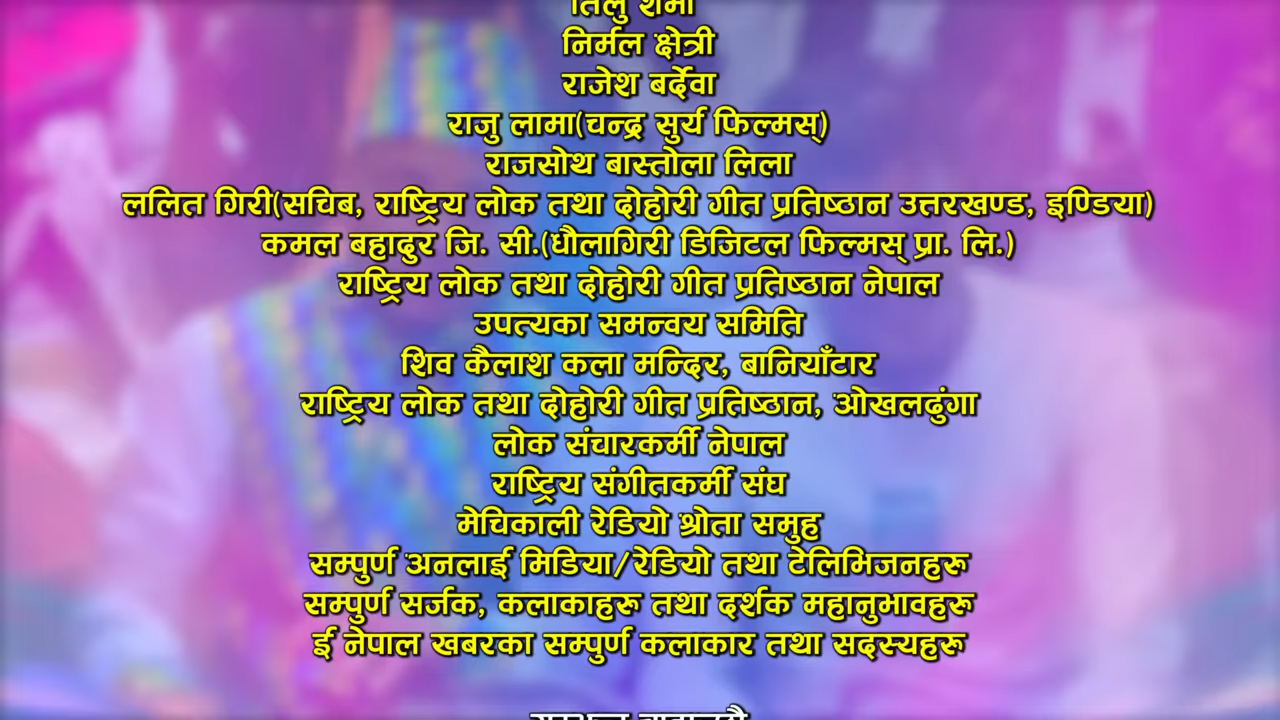 तिलु शर्मा
निर्मल क्षेत्री
राजेश बर्देवा
राजु लामा(चन्द्र सुर्य फिल्मस्)
राजसोथ बास्तोला लिला
ललित गिरी(सचिब, राष्ट्रिय लोक तथा दोहोरी गीत प्रतिष्ठान उत्तरखण्ड, इण्डिया)
कमल बहादुर जि. सी.(धौलागिरी डिजिटल फिल्मस् प्रा. लि.)
राष्ट्रिय लोक तथा दोहोरी गीत प्रतिष्ठान नेपाल
उपत्यका समन्वय समिति
शिव कैलाश कला मन्दिर, बानियाँटार
राष्ट्रिय लोक तथा दोहोरी गीत प्रतिष्ठान, ओखलढुंगा
लोक संचारकर्मी नेपाल
राष्ट्रिय संगीतकर्मी संघ
मेचिकाली रेडियो श्रोता समुह
सम्पुर्ण अनलाई मिडिया/रेडियो तथा टेलिभिजनहरू
सम्पुर्ण सर्जक, कलाकाहरू तथा दर्शक महानुभावहरू
ई नेपाल खबरका सम्पुर्ण कलाकार तथा सदस्यहरू